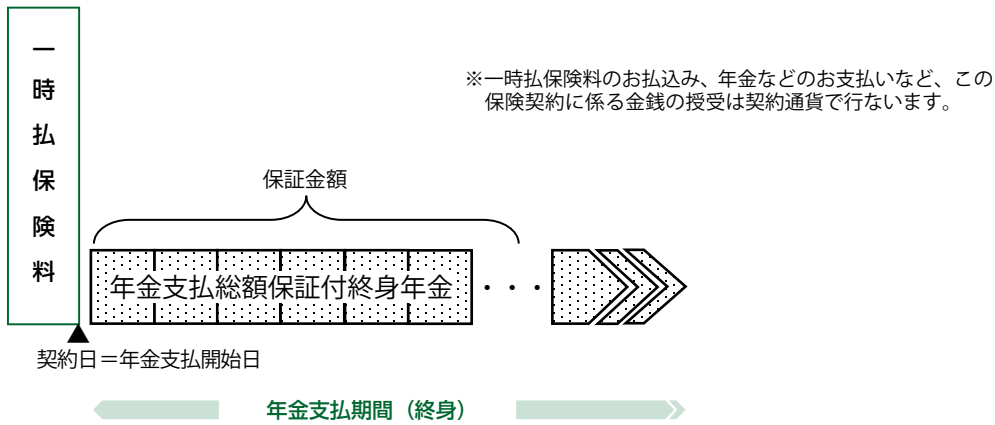 一時払保険料
※一時払保険料のお払込み、年金などのお支払いなど、この
保険契約に係る金銭の授受は契約通貨で行ないます。
保証金額
年金支払総額保証付終身年金
・・・
契約日＝年金支払開始日
年金支払期間（終身）